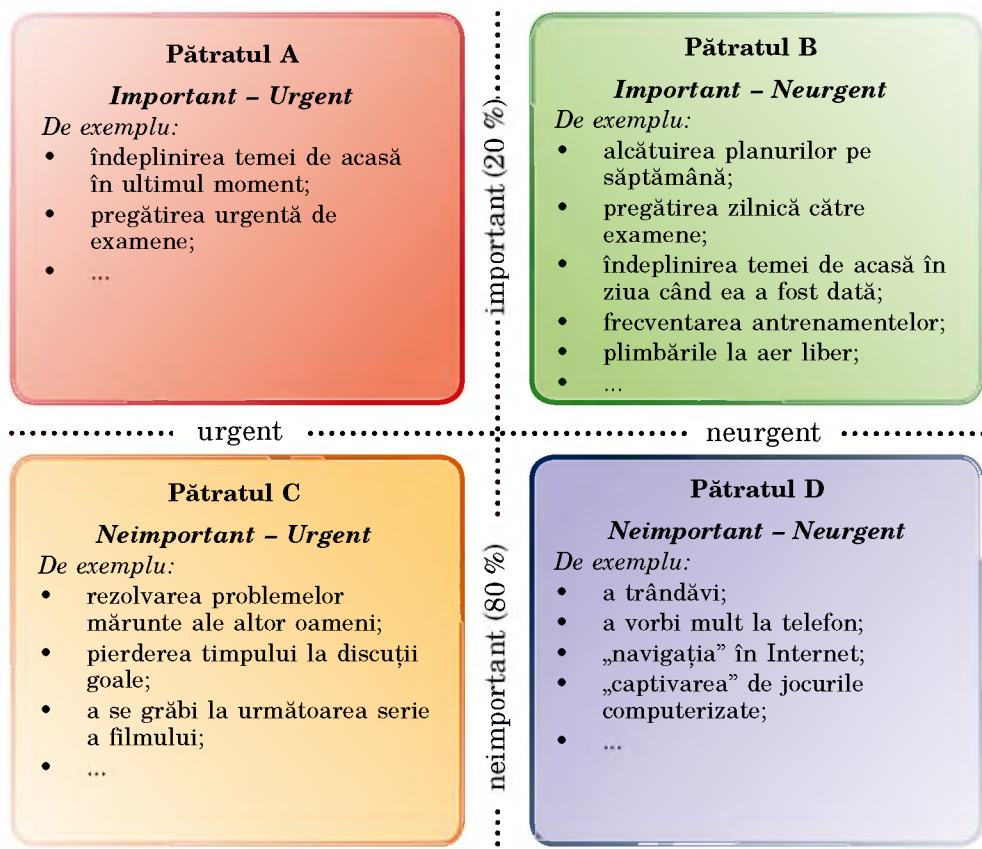 Pătratul A
Important – Urgent
De exemplu:
• îndeplinirea temei de acasă
în ultimul moment;
• pregătirea urgentă de
examene;
• ...
important (20 %)
Pătratul B
Important – Neurgent
De exemplu:
• alcătuirea planurilor pe
săptămână;
• pregătirea zilnică către
examene;
• îndeplinirea temei de acasă în
ziua când ea a fost dată;
• frecventarea antrenamentelor;
• plimbările la aer liber;
• ...
urgent
neurgent
Pătratul C
Neimportant – Urgent
De exemplu:
• rezolvarea problemelor
mărunte ale altor oameni;
• pierderea timpului la discuții
goale;
• a se grăbi la următoarea serie
a filmului;
• ...
neimportant (80 %)
Pătratul D
Neimportant – Neurgent
De exemplu:
• a trândăvi;
• a vorbi mult la telefon;
• „navigația” în Internet;
• „captivarea” de jocurile
computerizate;
• ...